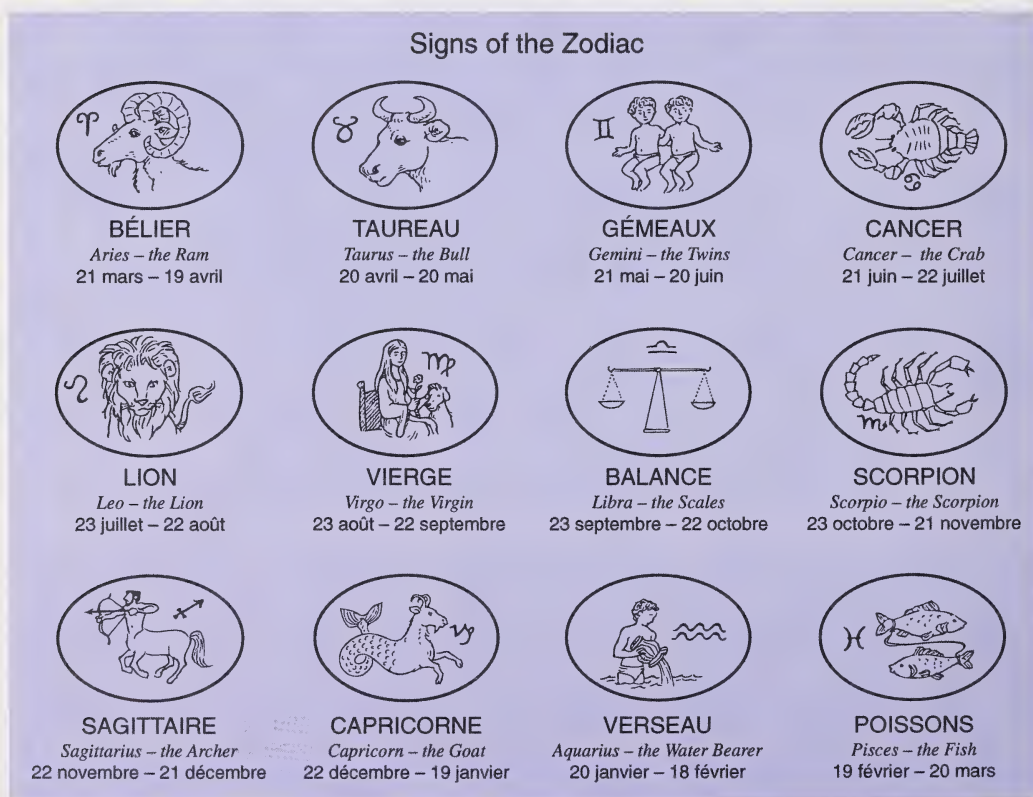 Signs of the Zodiac
BÉLIER
Aries – the Ram
21 mars – 19 avril
TAUREAU
Taurus – the Bull
20 avril – 20 mai
GÉMEAUX
Gemini – the Twins
21 mai – 20 juin
CANCER
Cancer – the Crab
21 juin – 22 juillet
LION
Leo – the Lion
23 juillet – 22 août
VIERGE
Virgo – the Virgin
23 août – 22 septembre
BALANCE
Libra – the Scales
23 septembre – 22 octobre
SCORPION
Scorpio – the Scorpion
23 octobre – 21 novembre
SAGITTAIRE
Sagittarius – the Archer
22 novembre – 21 décembre
CAPRICORNE
Capricorn – the Goat
22 décembre – 19 janvier
VERSEAU
Aquarius – the Water Bearer
20 janvier – 18 février
POISSONS
Pisces – the Fish
19 février – 20 mars